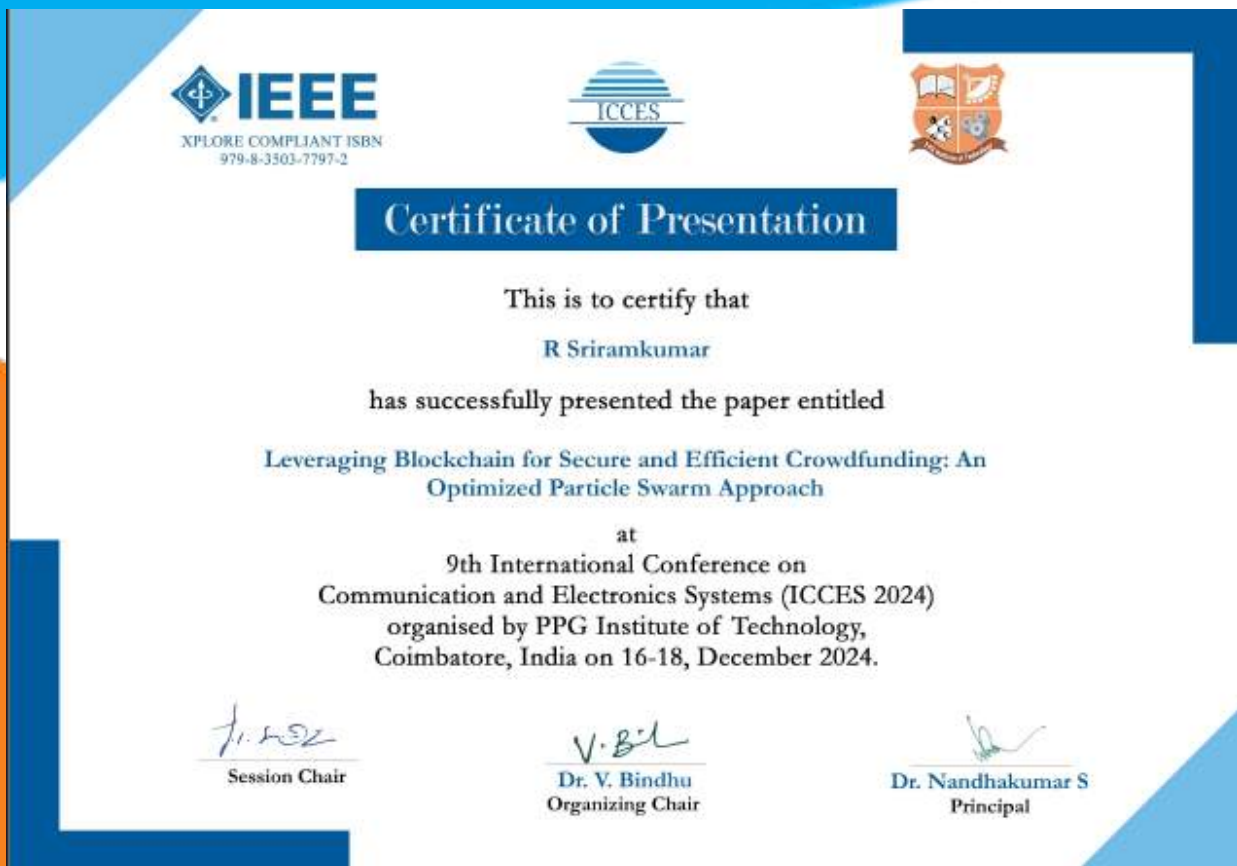 IEEE
XPLORE COMPLIANT ISBN
979-8-3503-7797-2
ICCES
Certificate of Presentation
This is to certify that
R Sriramkumar
has successfully presented the paper entitled
Leveraging Blockchain for Secure and Efficient Crowdfunding: An
Optimized Particle Swarm Approach
at
9th International Conference on
Communication and Electronics Systems (ICCES 2024)
organised by PPG Institute of Technology,
Coimbatore, India on 16-18, December 2024.
Session Chair
V. Bil
Dr. V. Bindhu
Organizing Chair
Dr. Nandhakumar S
Principal